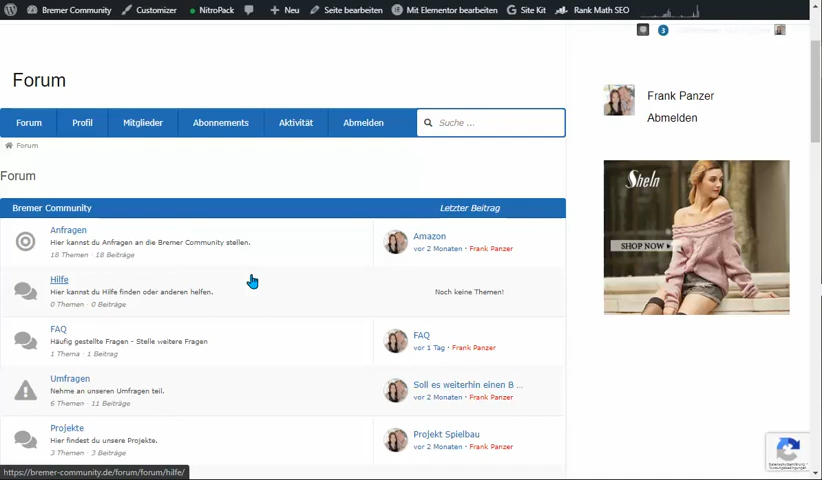 Bremer Community Customizer NitroPack Neu Seite bearbeiten Mit Elementor bearbeiten Site Kit Rank Math SEO
3
Forum
Forum Profil Mitglieder Abonnements Aktivität Abmelden Suche ...
Forum
Forum
Bremer Community Letzter Beitrag
Anfragen
Hier kannst du Anfragen an die Bremer Community stellen.
18 Themen · 18 Beiträge
Amazon
vor 2 Monaten · Frank Panzer
Hilfe
Hier kannst du Hilfe finden oder anderen helfen.
0 Themen · 0 Beiträge
Noch keine Themen!
FAQ
Häufig gestellte Fragen - Stelle weitere Fragen
1 Thema · 1 Beitrag
FAQ
vor 1 Tag · Frank Panzer
Umfragen
Nehme an unseren Umfragen teil.
6 Themen · 11 Beiträge
Soll es weiterhin einen B ...
vor 2 Monaten · Frank Panzer
Projekte
Hier findest du unsere Projekte.
3 Themen · 3 Beiträge
Projekt Spielbau
vor 2 Monaten · Frank Panzer
Frank Panzer
Abmelden
SheIn
SHOP NOW
https://bremer-community.de/forum/forum/hilfe/